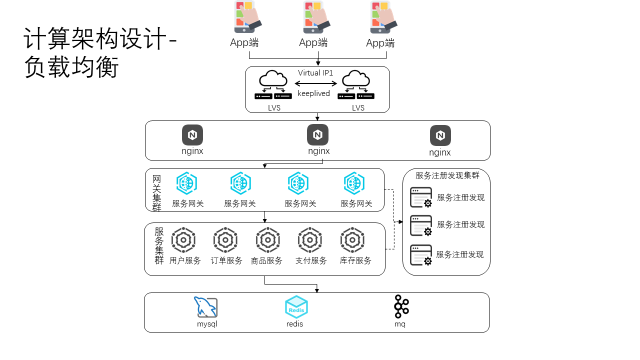 计算架构设计-
负载均衡
App端 App端 App端
Virtual IP1
keeplived
LVS LVS
nginx nginx nginx
网关集群
服务网关 服务网关 服务网关 服务网关
服务注册发现集群
服务注册发现
服务注册发现
服务注册发现
服务集群
用户服务 订单服务 商品服务 支付服务 库存服务
Redis
mysql redis mq